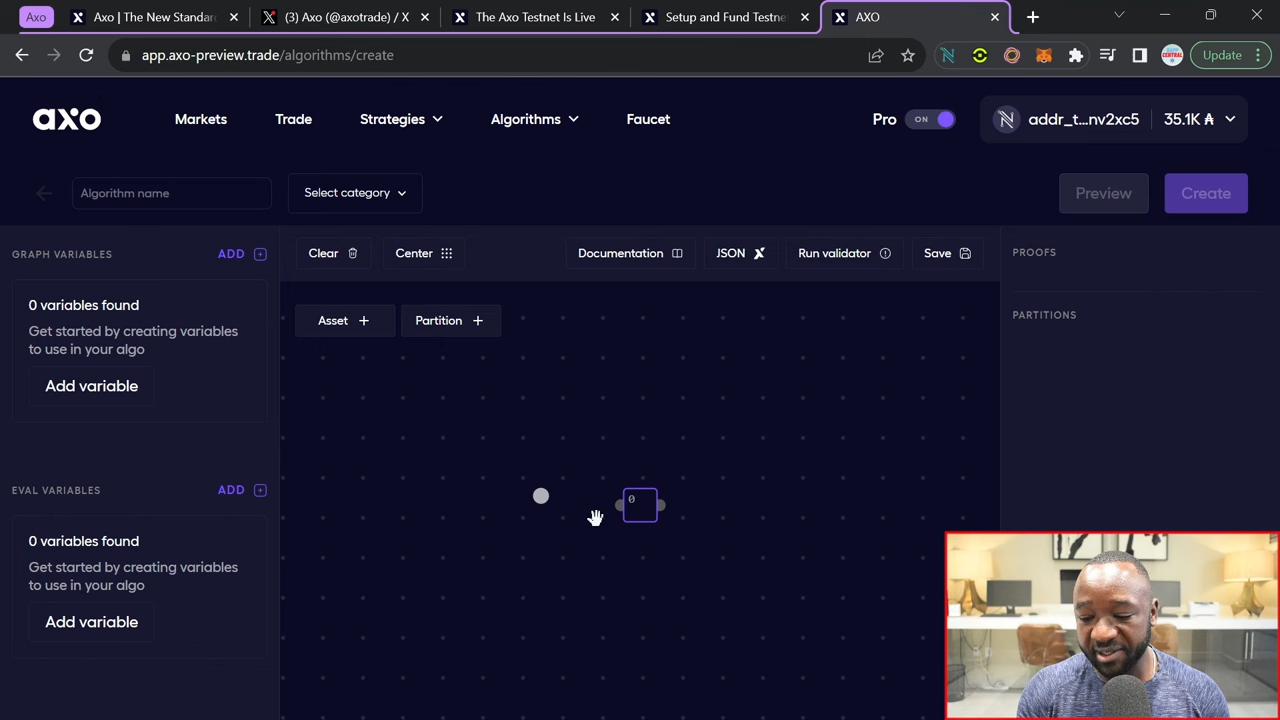 Axo
Axo | The New Standar
(3) Axo (@axotrade) / X
The Axo Testnet Is Live
Setup and Fund Testne
AXO
app.axo-preview.trade/algorithms/create
Update
axo
Markets
Trade
Strategies
Algorithms
Faucet
Pro
ON
addr_t...nv2xc5
35.1K ₳
Algorithm name
Select category
Preview
Create
GRAPH VARIABLES
ADD
0 variables found
Get started by creating variables
to use in your algo
Add variable
EVAL VARIABLES
ADD
0 variables found
Get started by creating variables
to use in your algo
Add variable
Clear
Center
Documentation
JSON
Run validator
Save
Asset +
Partition +
0
PROOFS
PARTITIONS